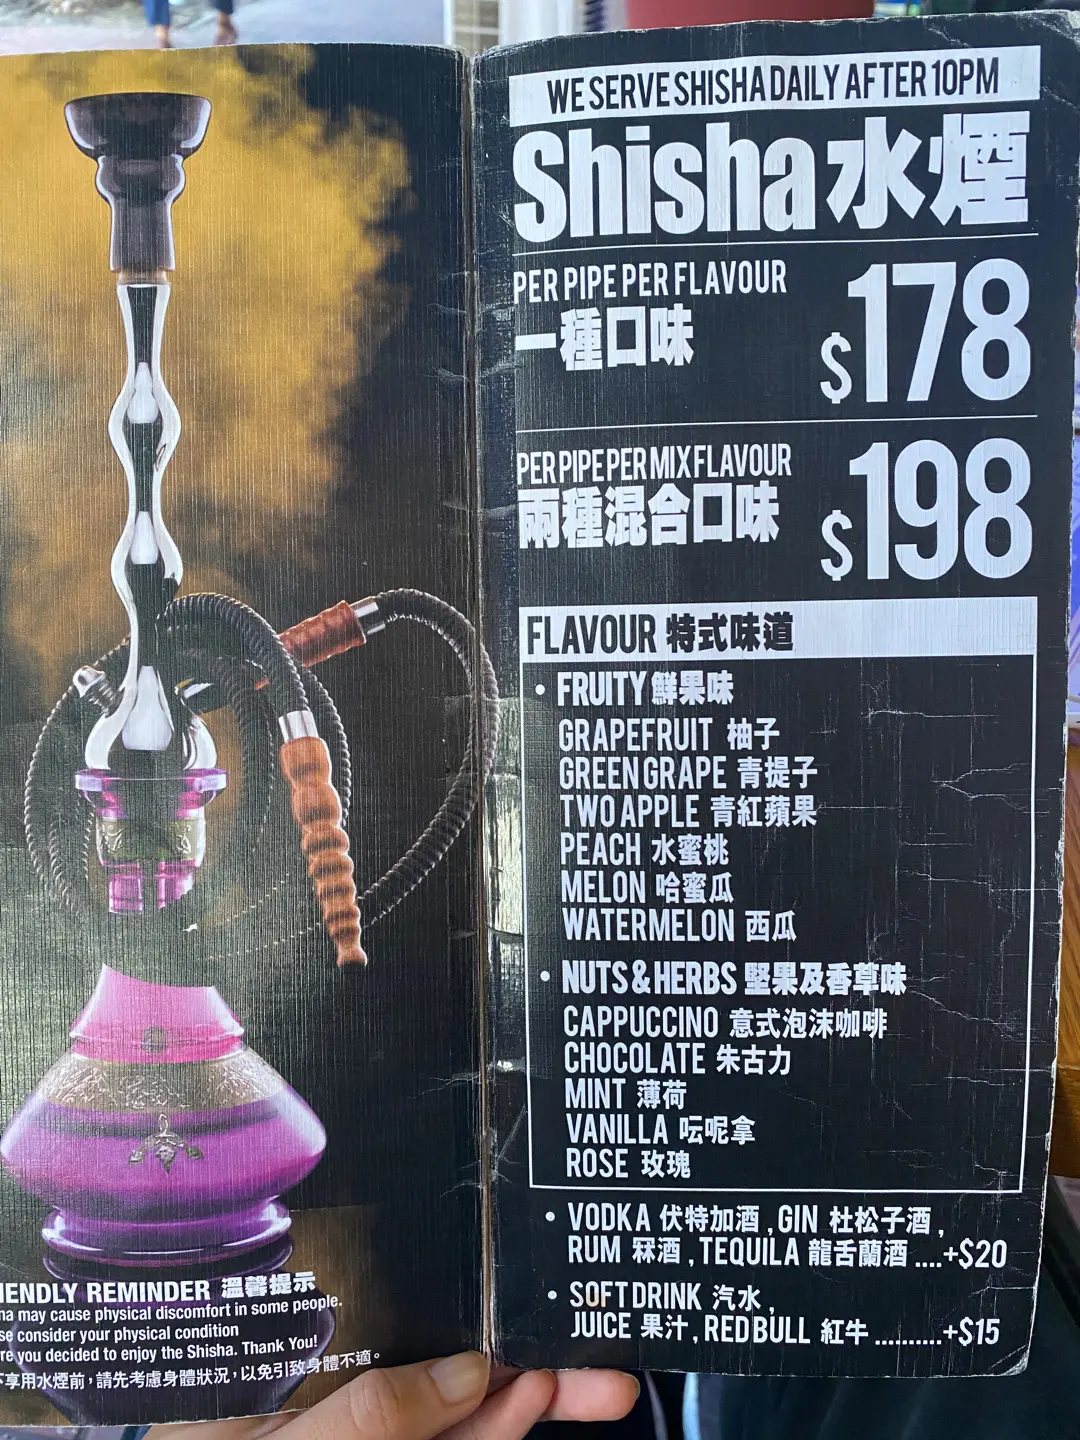 WE SERVE SHISHA DAILY AFTER 10PM
Shisha 水煙
PER PIPE PER FLAVOUR
一種口味
$178
PER PIPE PER MIX FLAVOUR
兩種混合口味
$198
FLAVOUR 特式味道
• FRUITY 鮮果味
GRAPEFRUIT 柚子
GREEN GRAPE 青提子
TWO APPLE 青紅蘋果
PEACH 水蜜桃
MELON 哈蜜瓜
WATERMELON 西瓜
• NUTS & HERBS 堅果及香草味
CAPPUCCINO 意式泡沫咖啡
CHOCOLATE 朱古力
MINT 薄荷
VANILLA 呍呢拿
ROSE 玫瑰
• VODKA 伏特加酒, GIN 杜松子酒,
RUM 冧酒, TEQUILA 龍舌蘭酒 ....+$20
• SOFT DRINK 汽水,
JUICE 果汁, RED BULL 紅牛 ..........+$15
IENDLY REMINDER 溫馨提示
na may cause physical discomfort in some people.
se consider your physical condition
re you decided to enjoy the Shisha. Thank You!
享用水煙前，請先考慮身體狀況，以免引致身體不適。